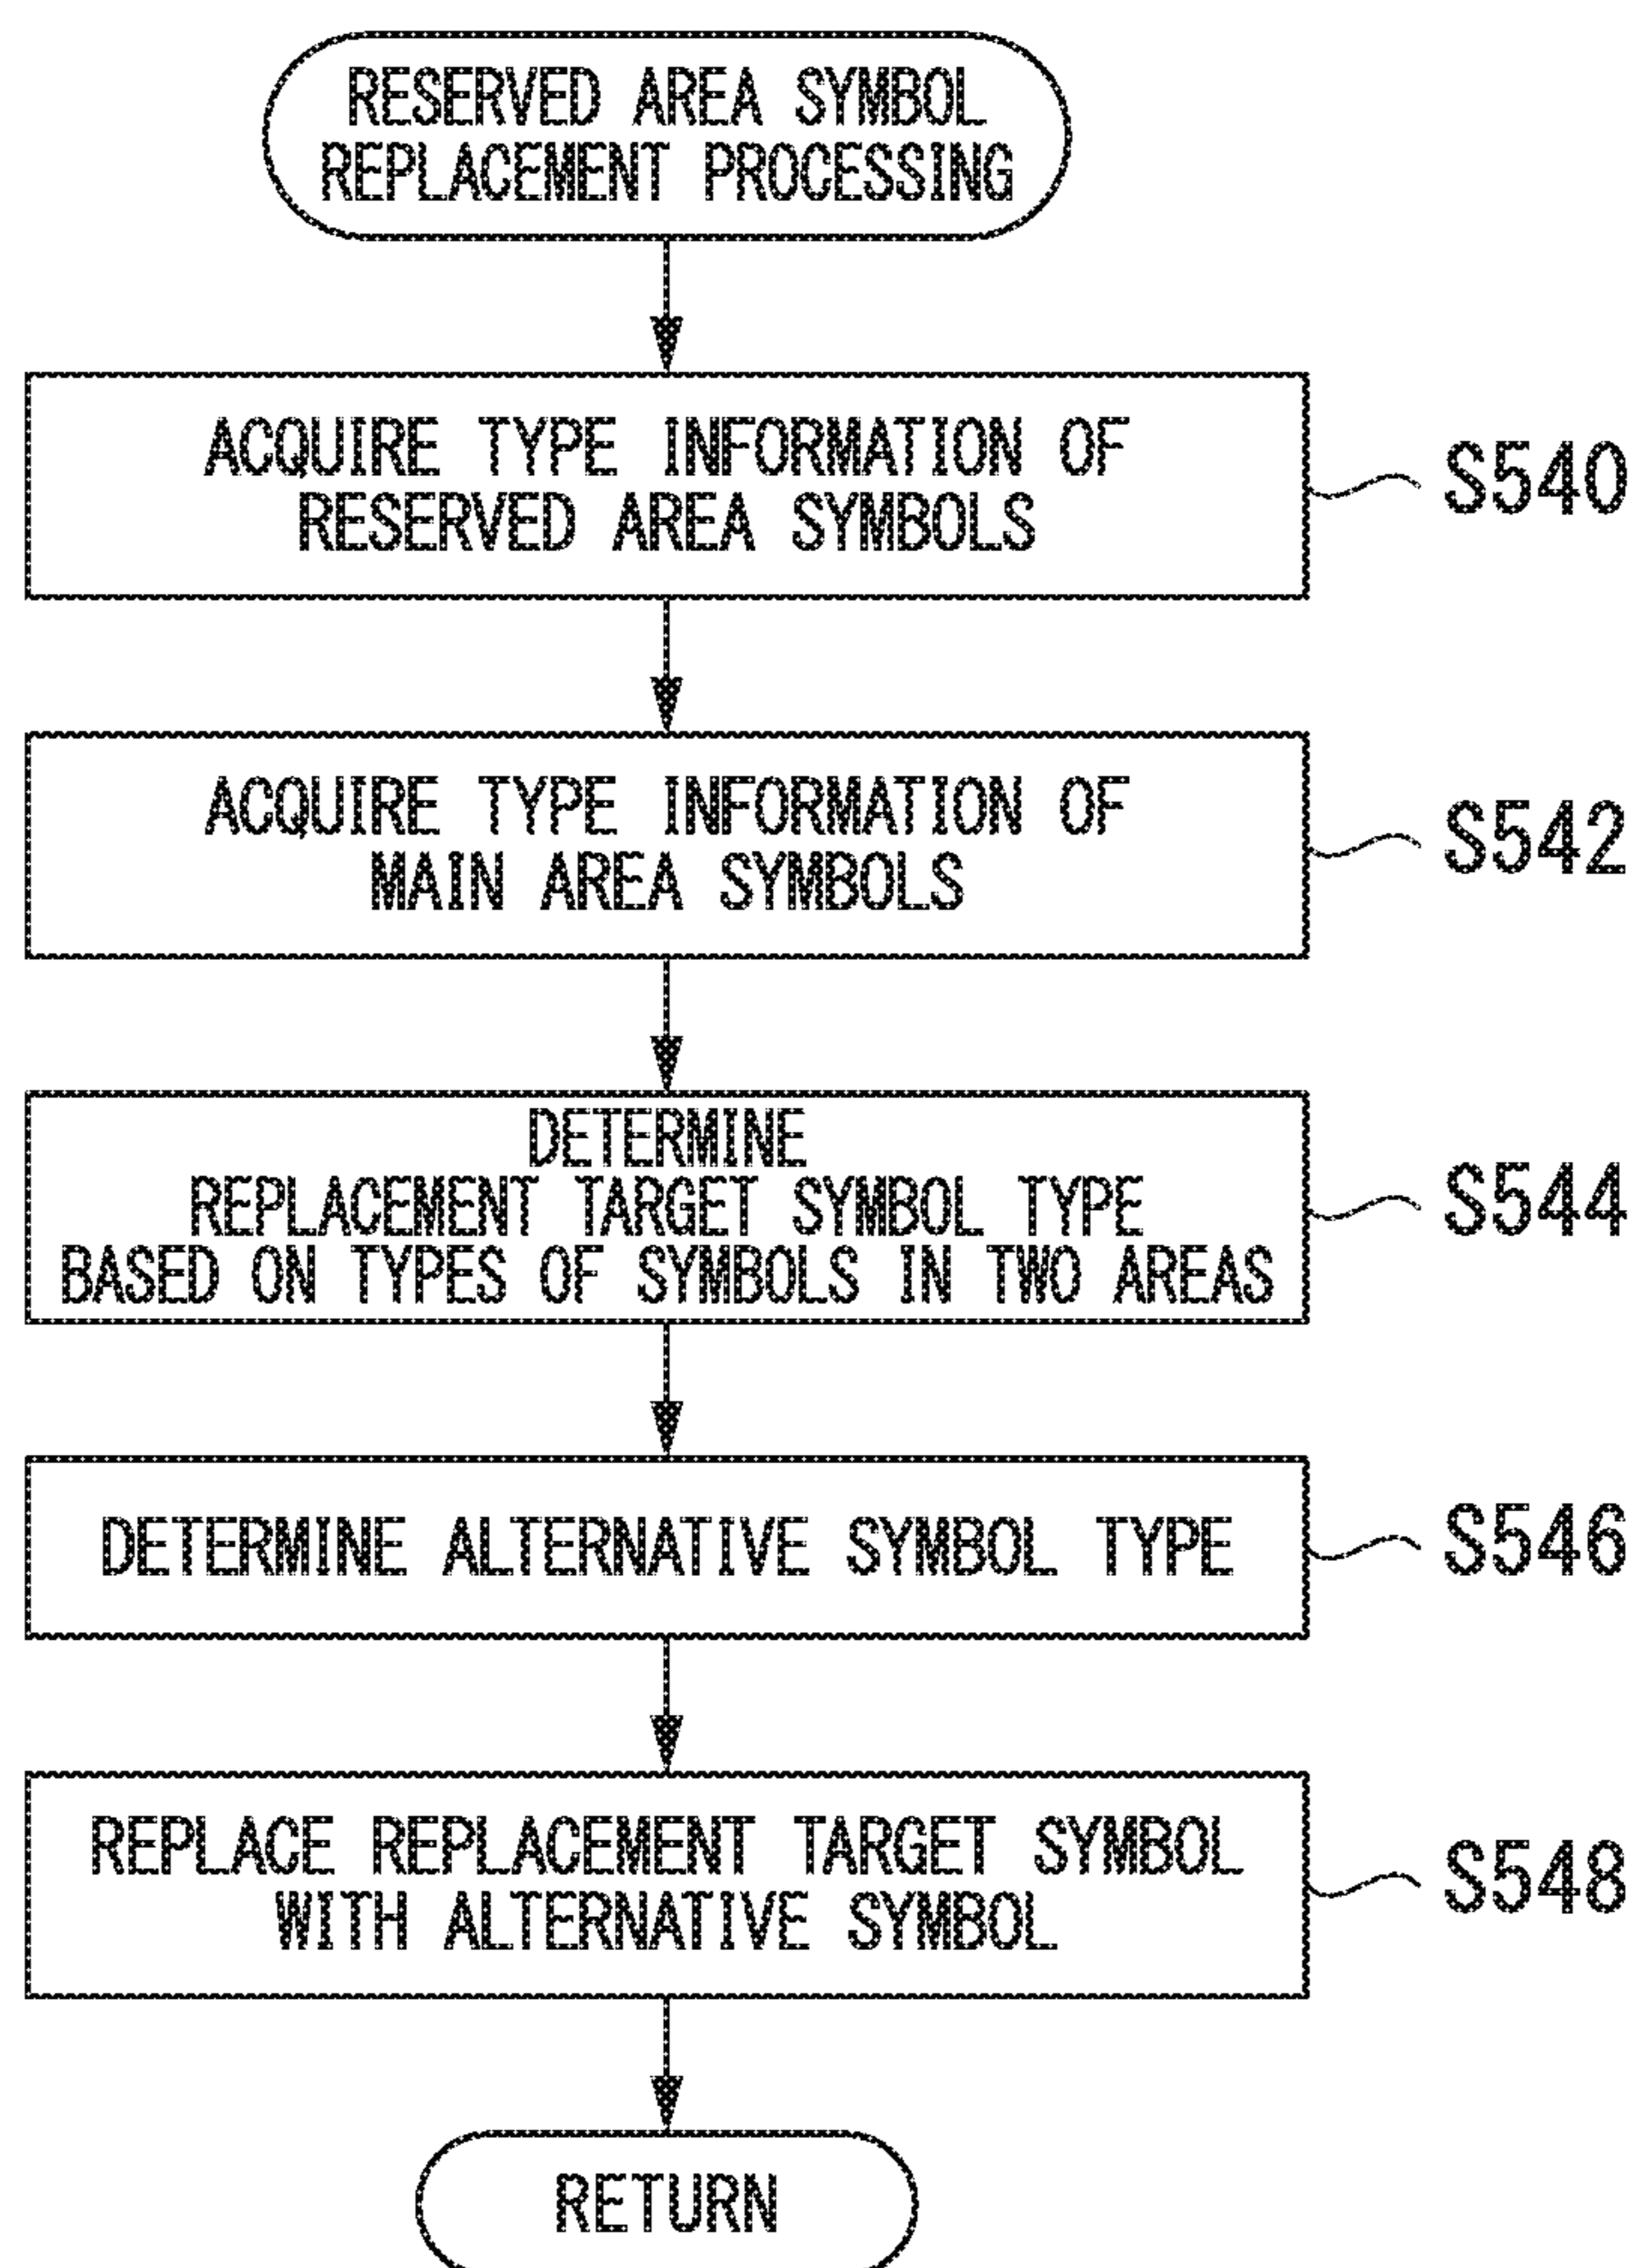 RESERVED AREA SYMBOL
REPLACEMENT PROCESSING
ACQUIRE TYPE INFORMATION OF
RESERVED AREA SYMBOLS
S540
ACQUIRE TYPE INFORMATION OF
MAIN AREA SYMBOLS
S542
DETERMINE
REPLACEMENT TARGET SYMBOL TYPE
BASED ON TYPES OF SYMBOLS IN TWO AREAS
S544
DETERMINE ALTERNATIVE SYMBOL TYPE
S546
REPLACE REPLACEMENT TARGET SYMBOL
WITH ALTERNATIVE SYMBOL
S548
RETURN